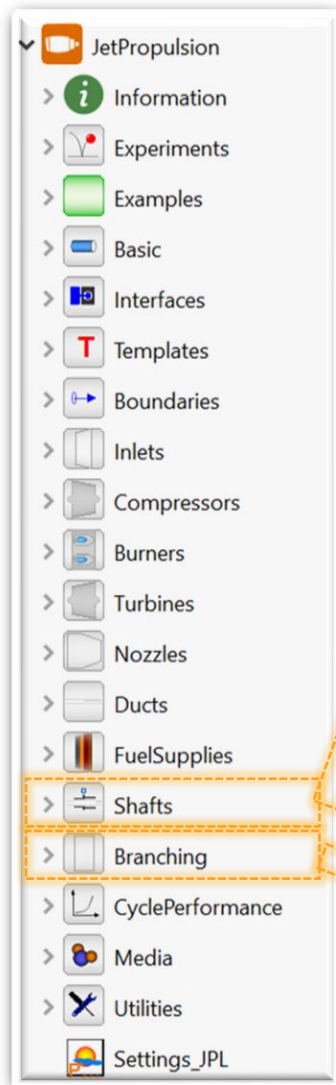 JetPropulsion
Information
Experiments
Examples
Basic
Interfaces
Templates
Boundaries
Inlets
Compressors
Burners
Turbines
Nozzles
Ducts
FuelSupplies
Shafts
Branching
CyclePerformance
Media
Utilities
Settings_JPL